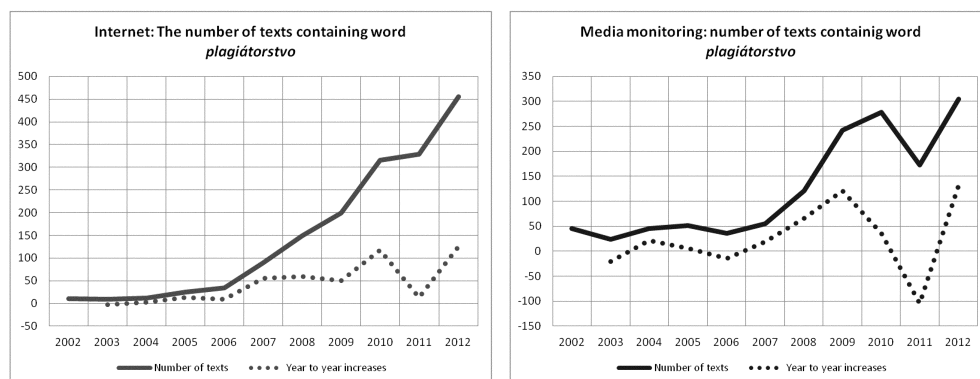 Internet: The number of texts containing word
plagiátorstvo
500
450
400
350
300
250
200
150
100
50
0
-50
2002 2003 2004 2005 2006 2007 2008 2009 2010 2011 2012
Number of texts Year to year increases
Media monitoring: number of texts containig word
plagiátorstvo
350
300
250
200
150
100
50
0
-50
-100
-150
2002 2003 2004 2005 2006 2007 2008 2009 2010 2011 2012
Number of texts Year to year increases